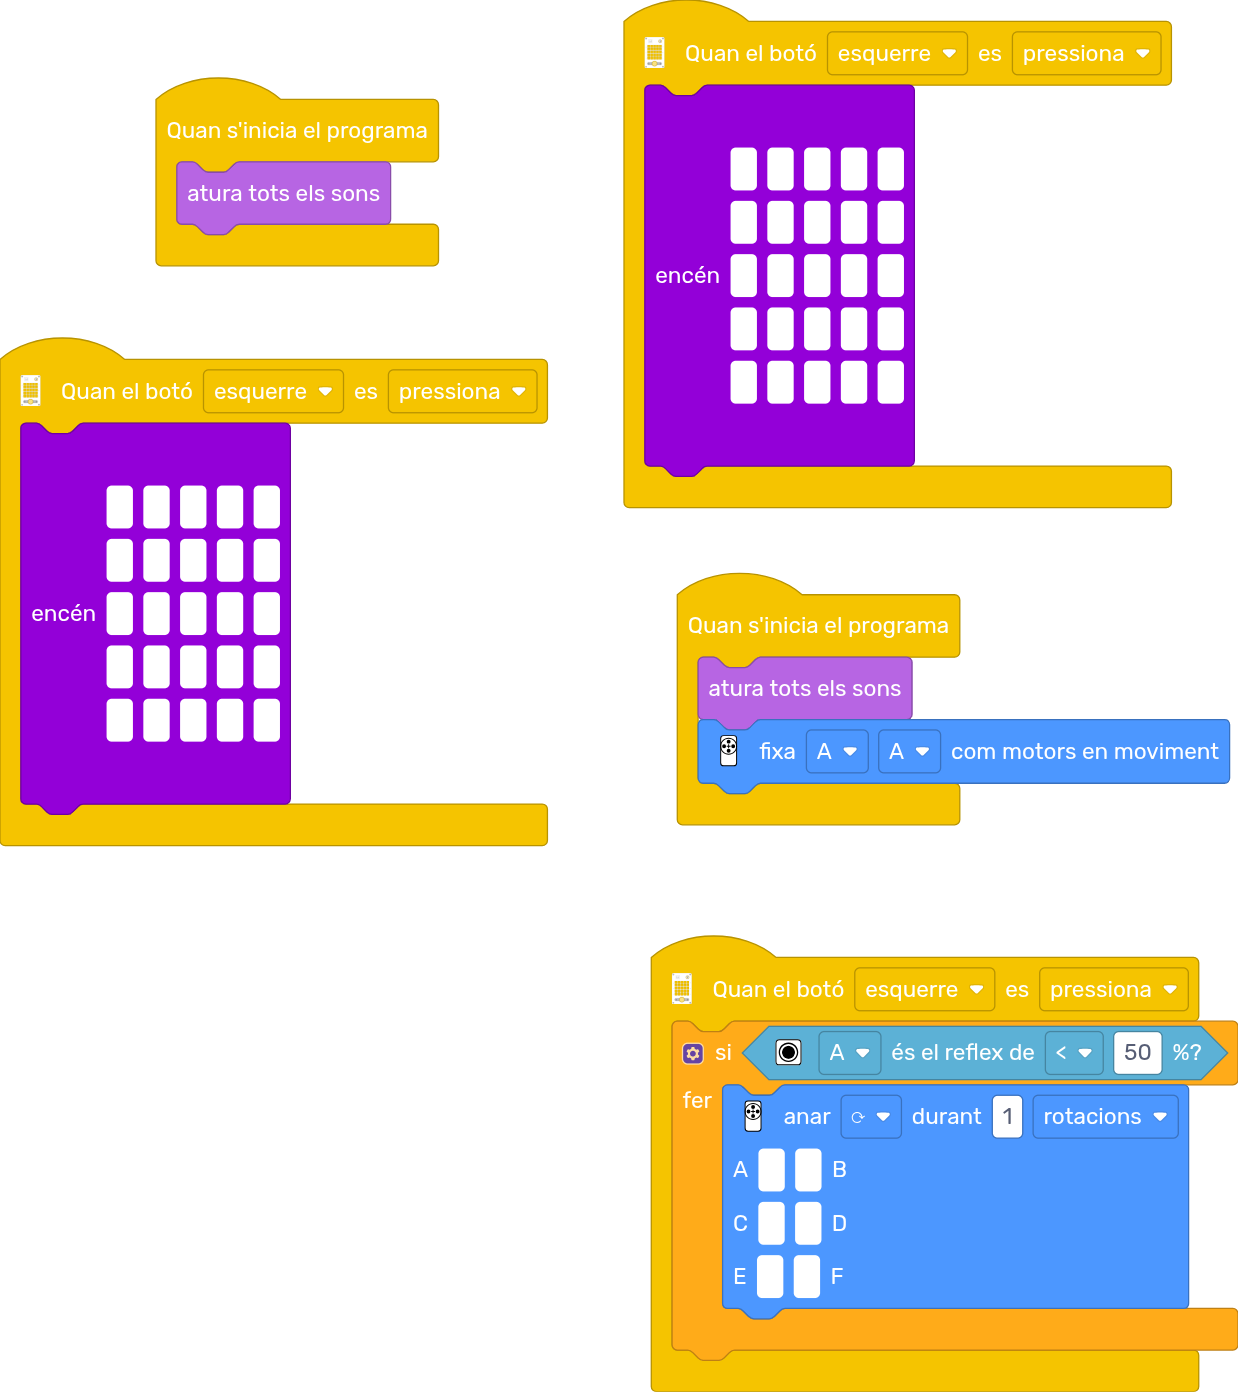 Quan s'inicia el programa
atura tots els sons
Quan el botó esquerre es pressiona
encén
Quan el botó esquerre es pressiona
encén
Quan s'inicia el programa
atura tots els sons
fixa A A com motors en moviment
Quan el botó esquerre es pressiona
si A és el reflex de < 50 %?
fer
anar ⟳ durant 1 rotacions
A B
C D
E F